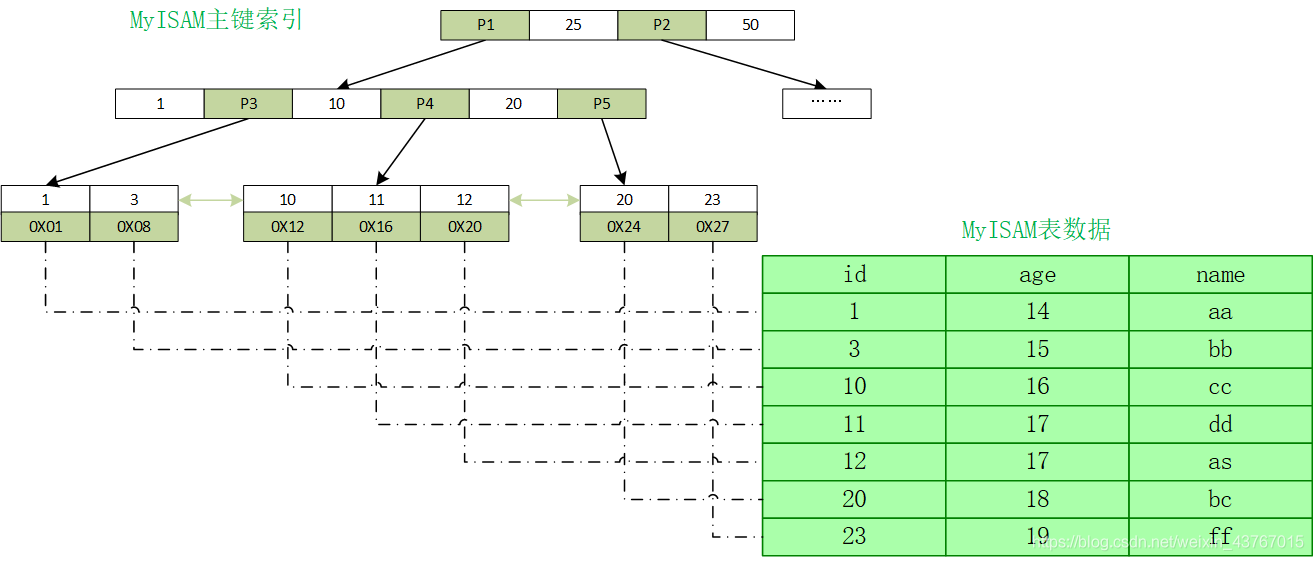 MyISAM主键索引
P1 25 P2 50
1 P3 10 P4 20 P5
……
1 3
0X01 0X08
10 11 12
0X12 0X16 0X20
20 23
0X24 0X27
MyISAM表数据
id age name
1 14 aa
3 15 bb
10 16 cc
11 17 dd
12 17 as
20 18 bc
23 19 ff
https://blog.csdn.net/weixin_43767015